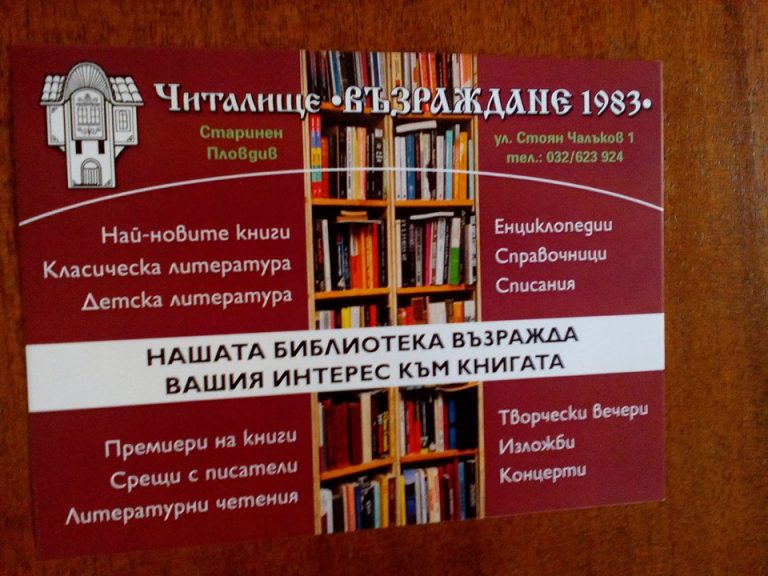 Читалище •ВЪЗРАЖДАНЕ 1983•
Старинен
Пловдив
ул. Стоян Чалъков 1
тел.: 032/623 924
Най-новите книги
Класическа литература
Детска литература
Енциклопедии
Справочници
Списания
НАШАТА БИБЛИОТЕКА ВЪЗРАЖДА
ВАШИЯ ИНТЕРЕС КЪМ КНИГАТА
Премиери на книги
Срещи с писатели
Литературни четения
Творчески вечери
Изложби
Концерти